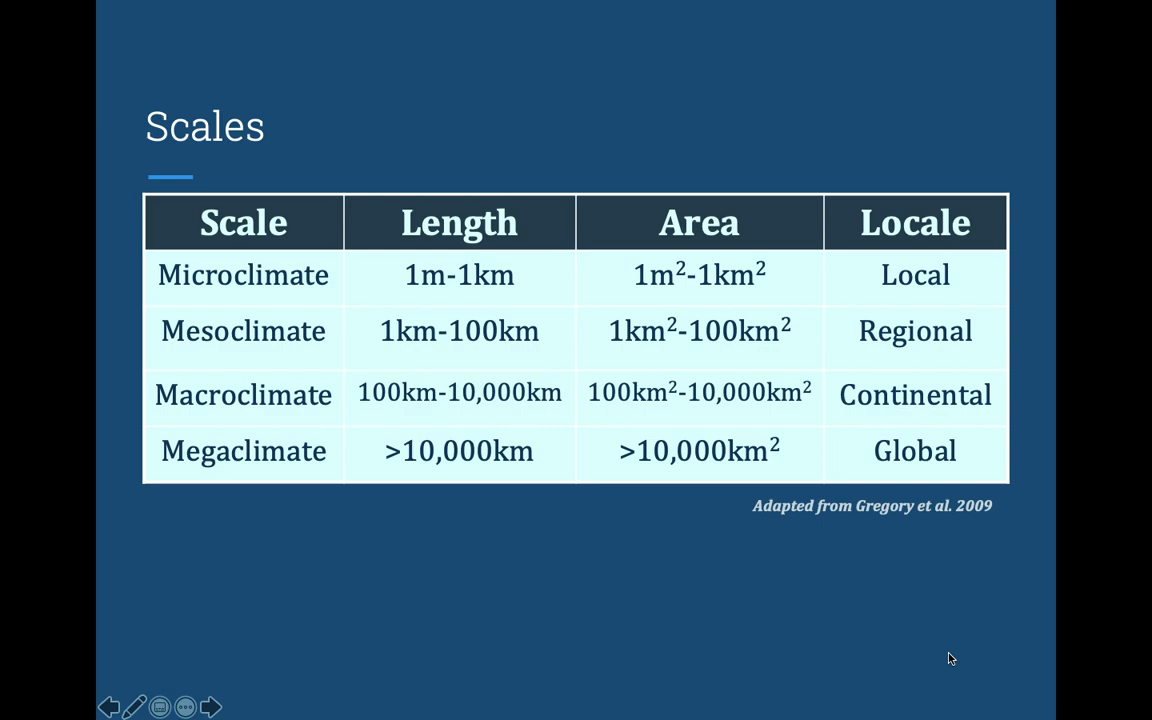 Scales
Scale Length Area Locale
Microclimate 1m-1km 1m²-1km² Local
Mesoclimate 1km-100km 1km²-100km² Regional
Macroclimate 100km-10,000km 100km²-10,000km² Continental
Megaclimate >10,000km >10,000km² Global
Adapted from Gregory et al. 2009